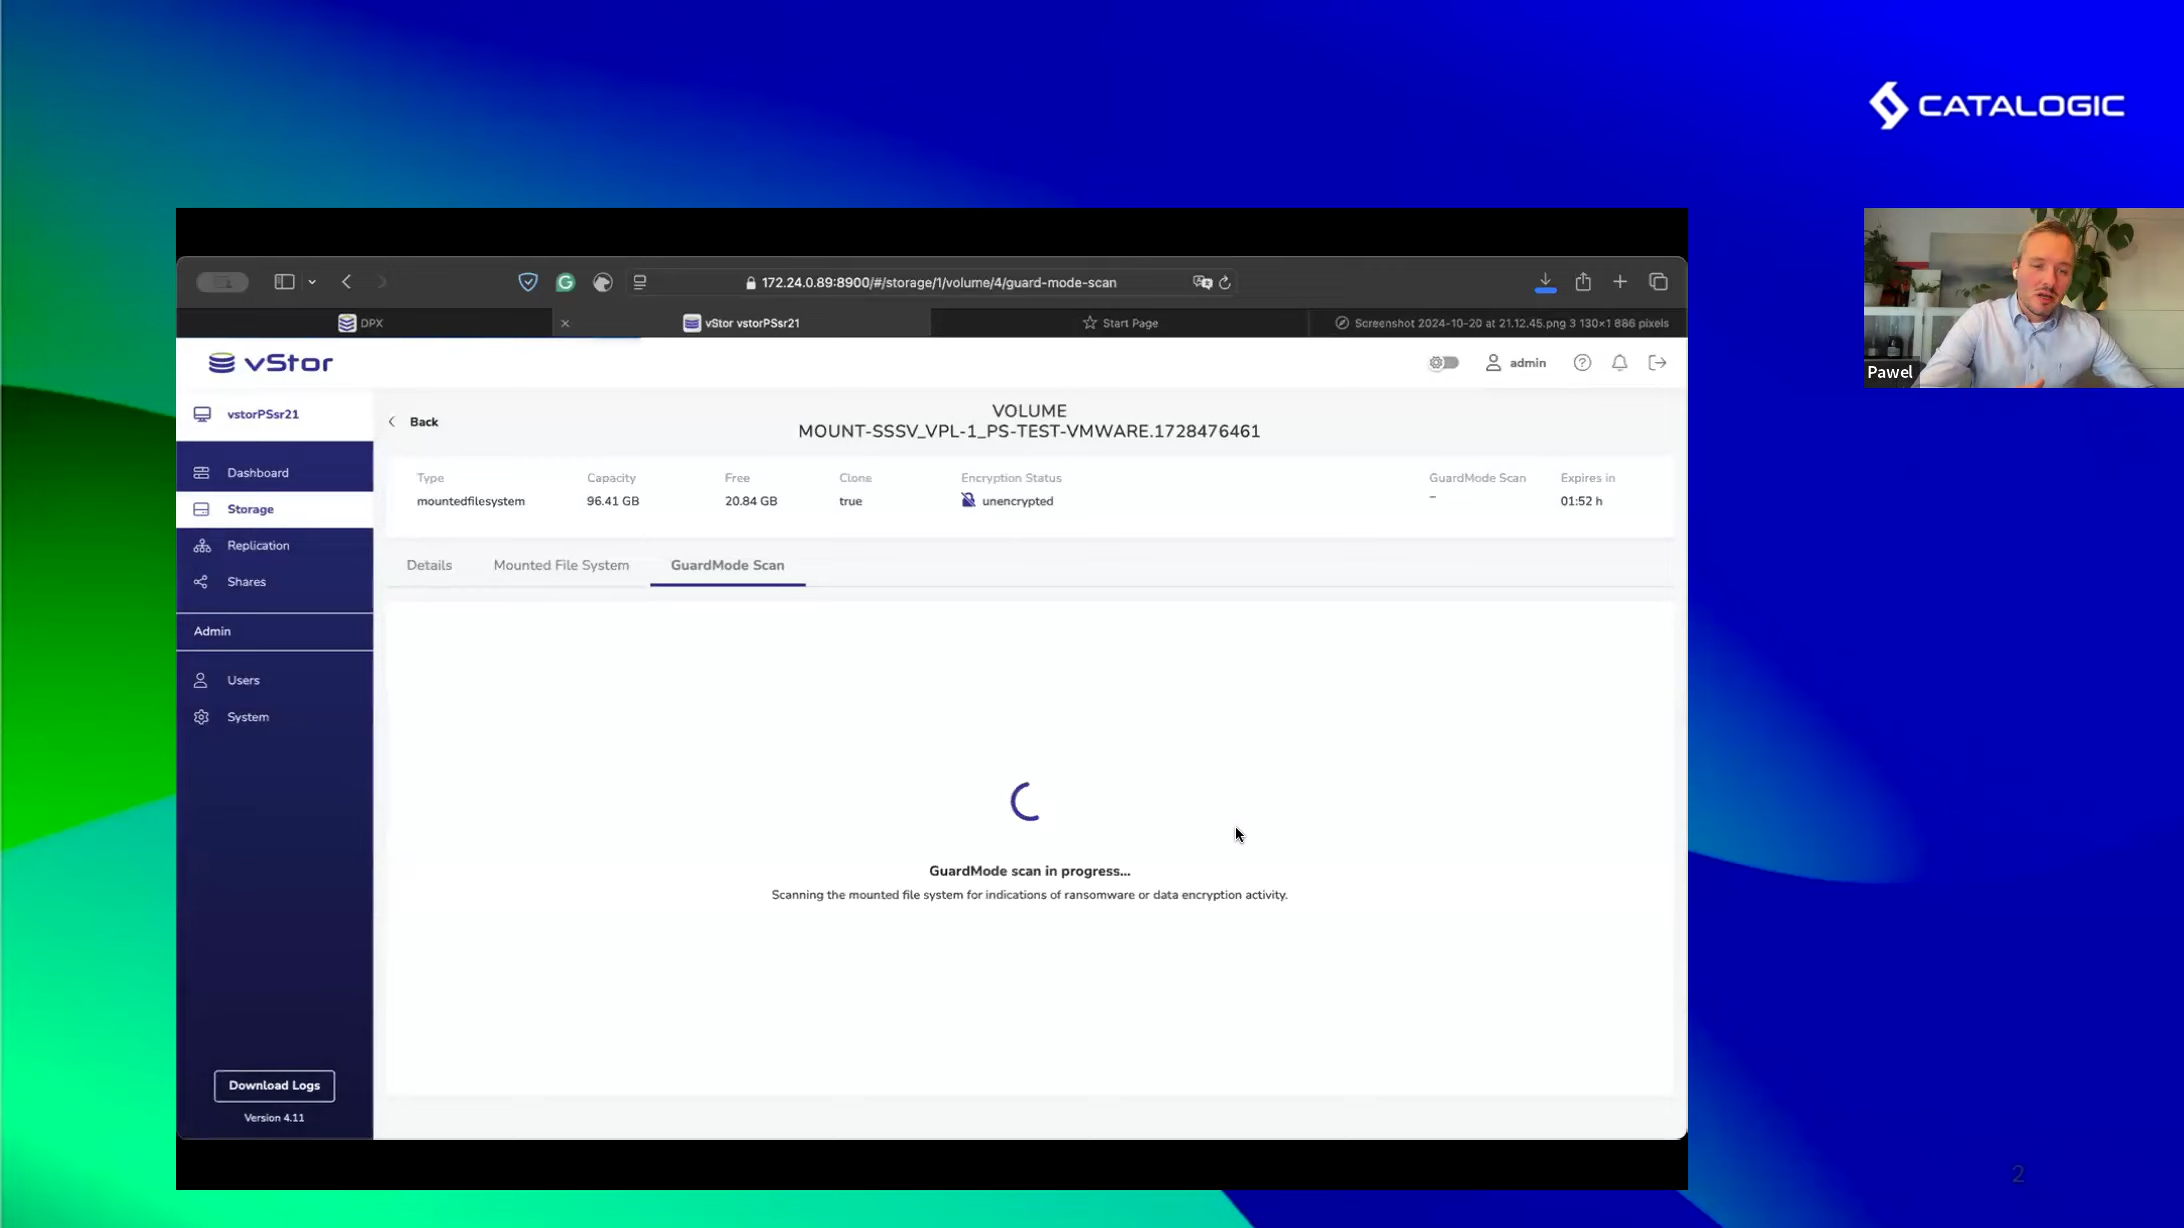 CATALOGIC
172.24.0.89:8900/#/storage/1/volume/4/guard-mode-scan
DPX
vStor vstorPSsr21
Start Page
Screenshot 2024-10-20 at 21.12.45.png 3 130×1 886 pixels
vStor
admin
Pawel
vstorPSsr21
Back
VOLUME
MOUNT-SSSV_VPL-1_PS-TEST-VMWARE.1728476461
Type
Capacity
Free
Clone
Encryption Status
GuardMode Scan
Expires in
mountedfilesystem
96.41 GB
20.84 GB
true
unencrypted
–
01:52 h
Dashboard
Storage
Replication
Shares
Admin
Users
System
Details
Mounted File System
GuardMode Scan
GuardMode scan in progress...
Scanning the mounted file system for indications of ransomware or data encryption activity.
Download Logs
Version 4.11
2